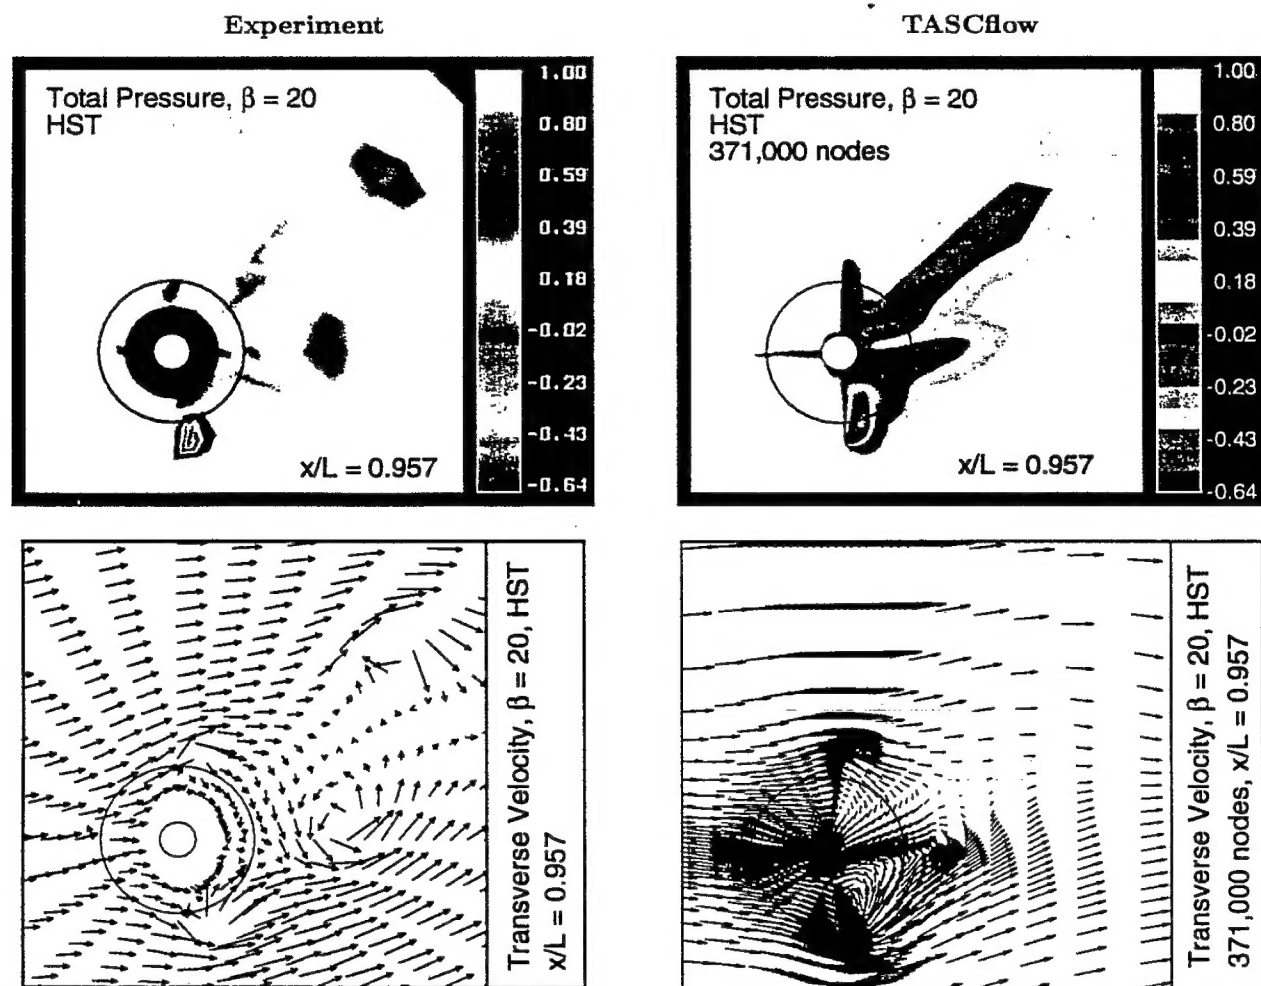 Experiment
TASCflow
Total Pressure, β = 20
HST
x/L = 0.957
1.00
0.80
0.59
0.39
0.18
-0.02
-0.23
-0.43
-0.64
Total Pressure, β = 20
HST
371,000 nodes
x/L = 0.957
1.00
0.80
0.59
0.39
0.18
-0.02
-0.23
-0.43
-0.64
Transverse Velocity, β = 20, HST
x/L = 0.957
Transverse Velocity, β = 20, HST
371,000 nodes, x/L = 0.957